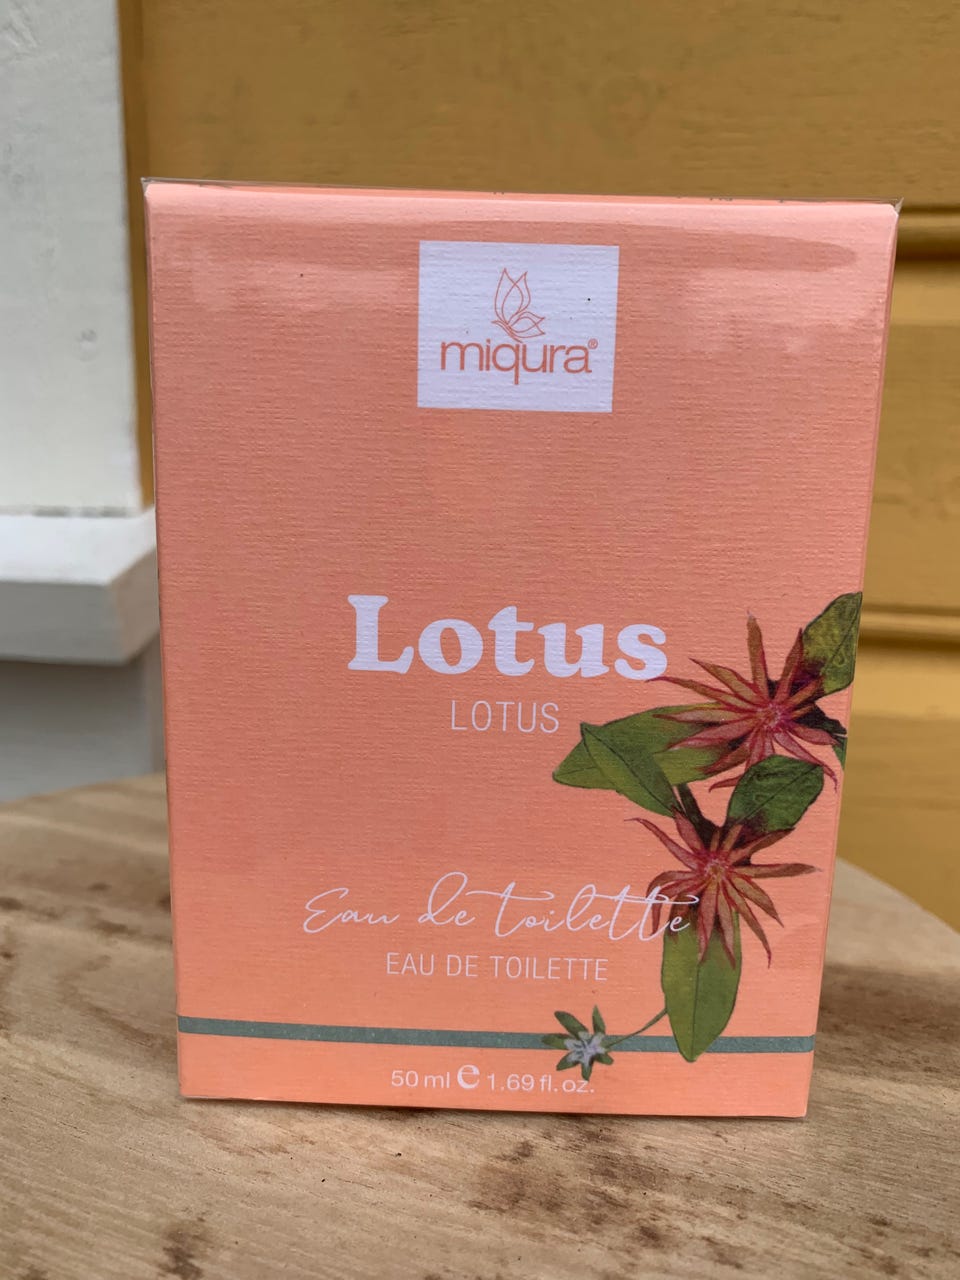 miqura®
Lotus
LOTUS
Eau de toilette
EAU DE TOILETTE
50 ml ℮ 1.69 fl. oz.